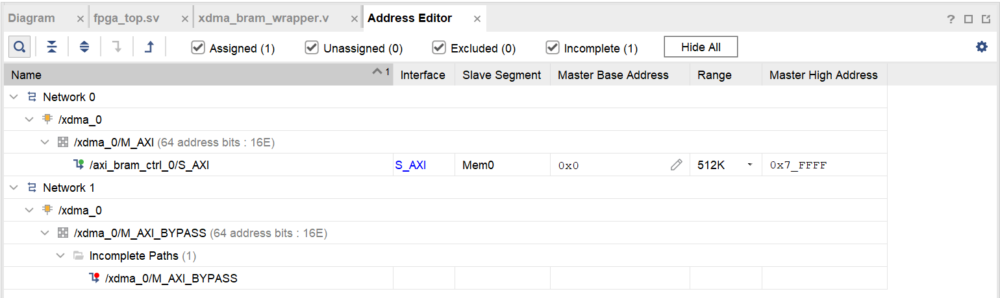 Diagram × fpga_top.sv × xdma_bram_wrapper.v × Address Editor × ?
Assigned (1) Unassigned (0) Excluded (0) Incomplete (1) Hide All
Name 1 Interface Slave Segment Master Base Address Range Master High Address
Network 0
/xdma_0
/xdma_0/M_AXI (64 address bits : 16E)
/axi_bram_ctrl_0/S_AXI S_AXI Mem0 0x0 512K 0x7_FFFF
Network 1
/xdma_0
/xdma_0/M_AXI_BYPASS (64 address bits : 16E)
Incomplete Paths (1)
/xdma_0/M_AXI_BYPASS